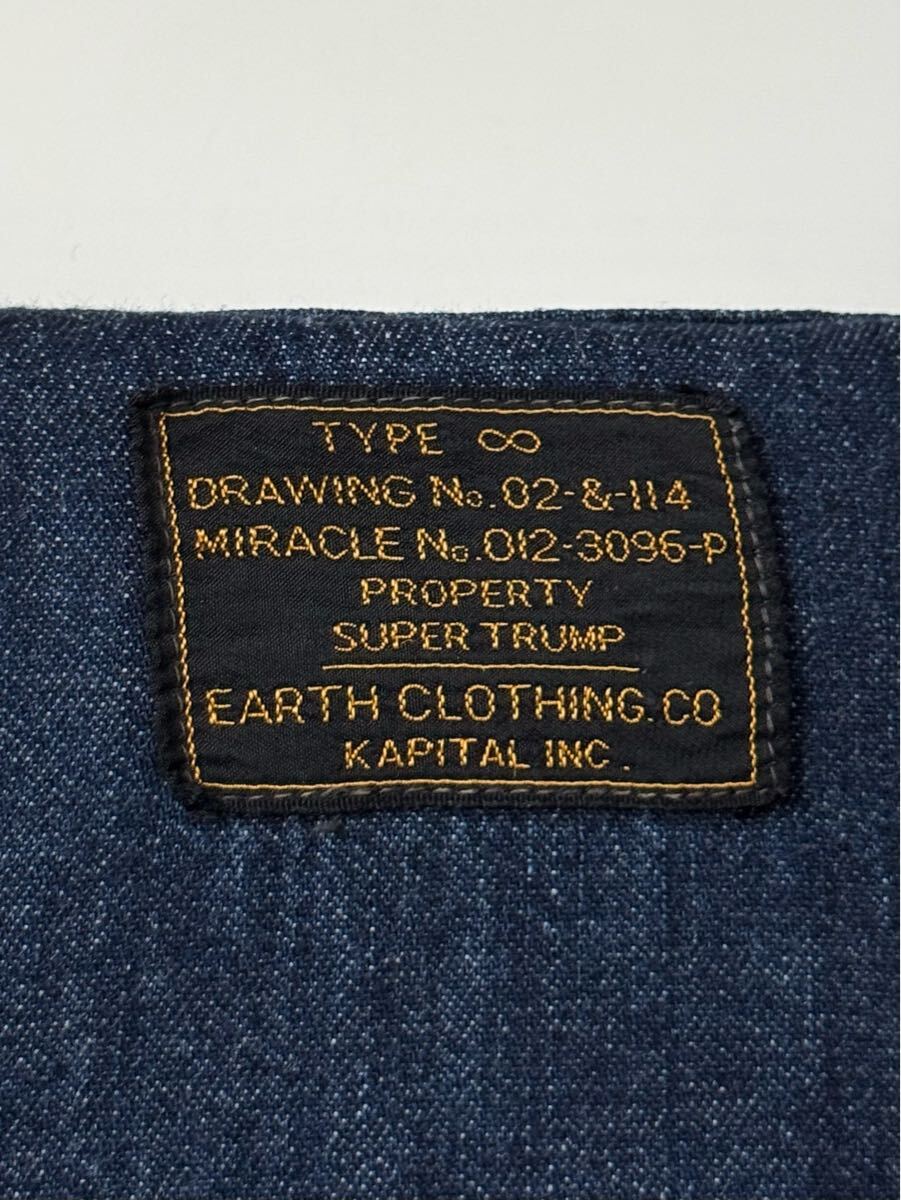 TYPE ∞
DRAWING No.02-&-114
MIRACLE No.012-3096-P
PROPERTY
SUPER TRUMP
EARTH CLOTHING.CO
KAPITAL INC.